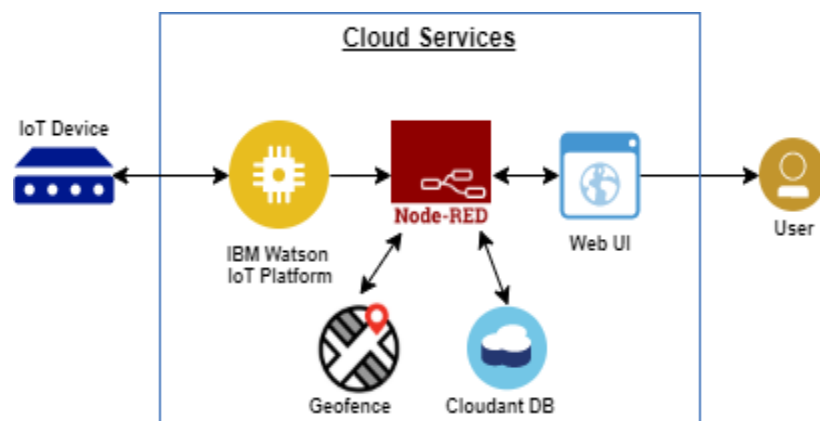 Cloud Services
IoT Device
Node-RED
IBM Watson
IoT Platform
Web UI
User
Geofence
Cloudant DB